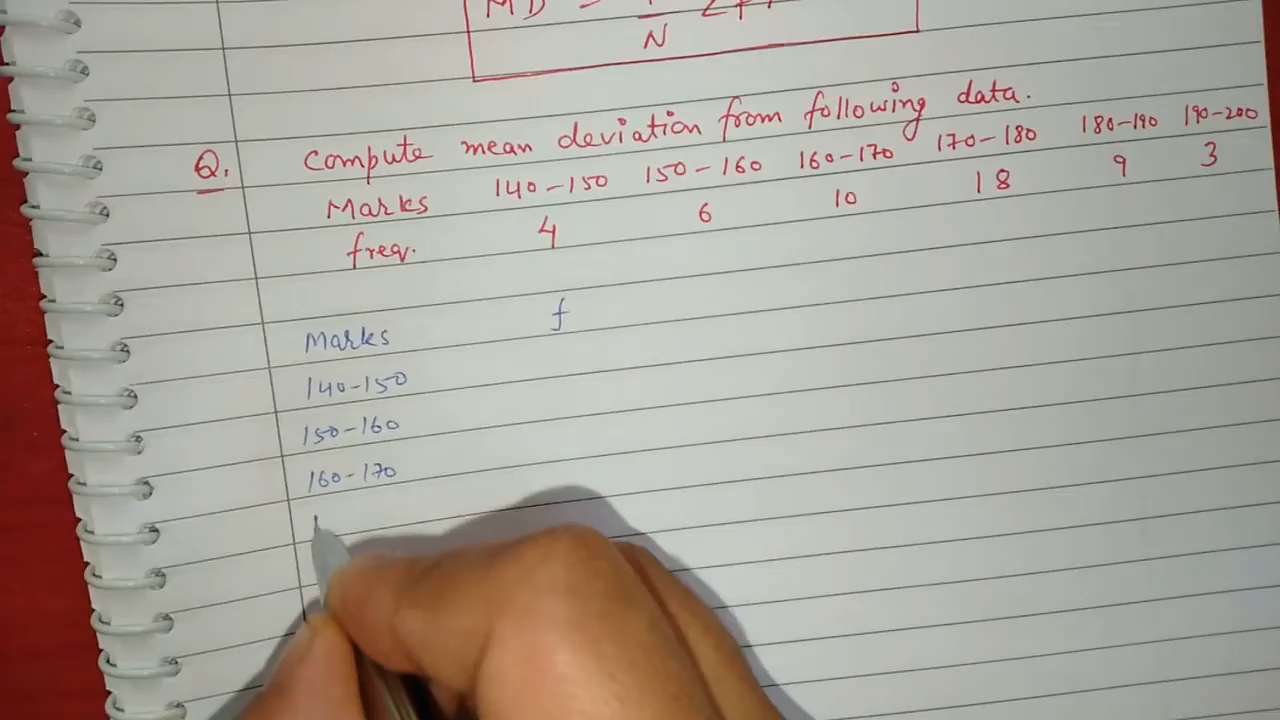 MD =
N
Q. Compute mean deviation from following data.
Marks 140-150 150-160 160-170 170-180 180-190 190-200
freq. 4 6 10 18 9 3
Marks f
140-150
150-160
160-170